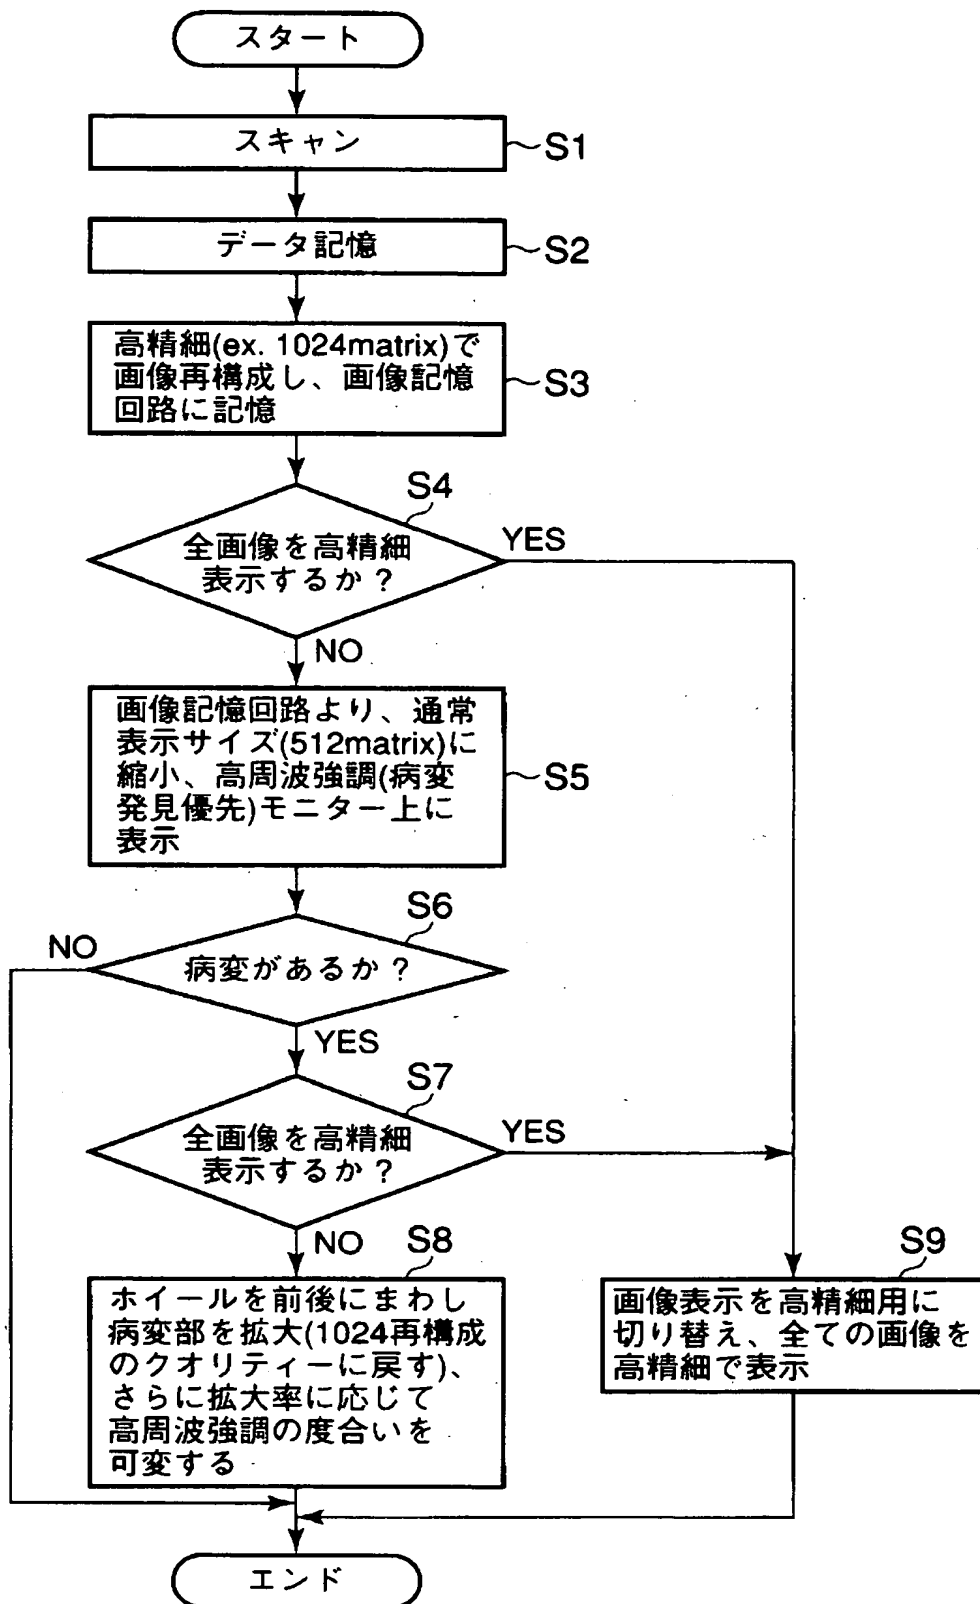 スタート
スキャン
S1
データ記憶
S2
高精細(ex. 1024matrix)で
画像再構成し、画像記憶
回路に記憶
S3
S4
全画像を高精細
表示するか？
YES
NO
画像記憶回路より、通常
表示サイズ(512matrix)に
縮小、高周波強調(病変
発見優先)モニター上に
表示
S5
S6
NO
病変があるか？
YES
S7
全画像を高精細
表示するか？
YES
NO
S8
ホイールを前後にまわし
病変部を拡大(1024再構成
のクオリティーに戻す)、
さらに拡大率に応じて
高周波強調の度合いを
可変する
S9
画像表示を高精細用に
切り替え、全ての画像を
高精細で表示
エンド